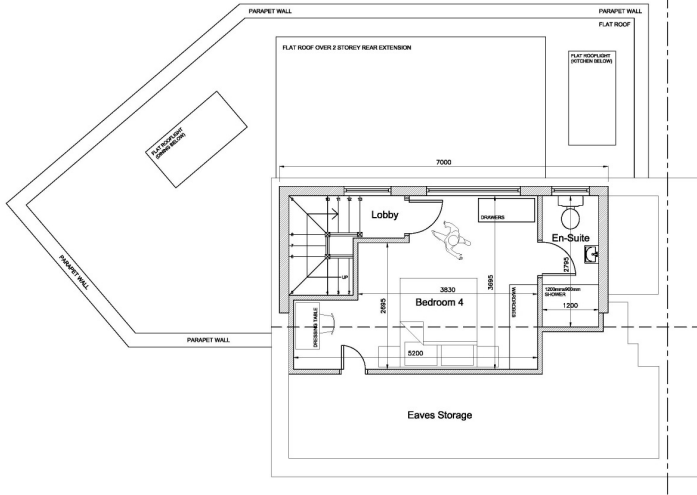 PARAPET WALL
PARAPET WALL
FLAT ROOF
FLAT ROOF OVER 2 STOREY REAR EXTENSION
FLAT ROOFLIGHT
(KITCHEN BELOW)
FLAT ROOFLIGHT
(DINING BELOW)
7000
Lobby
DRAWERS
En-Suite
UP
2795
3695
3830
2695
Bedroom 4
WARDROBES
1200mmx900mm
SHOWER
1200
DRESSING TABLE
5200
PARAPET WALL
PARAPET WALL
Eaves Storage